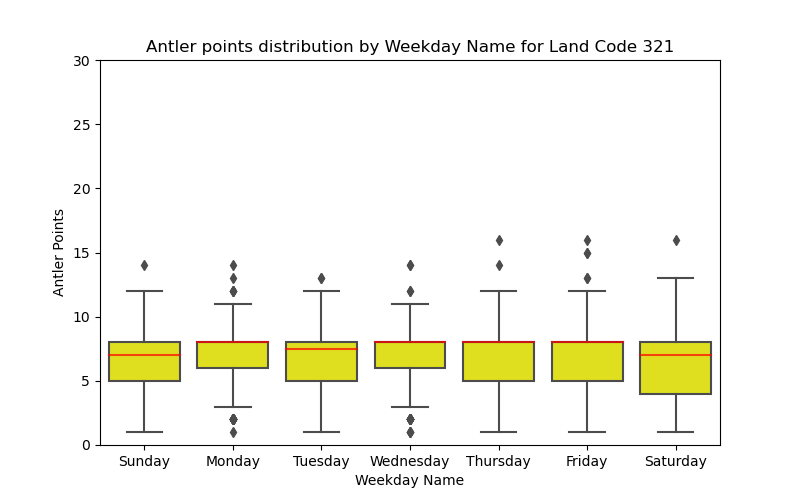 Antler points distribution by Weekday Name for Land Code 321
30
25
20
15
10
5
0
Antler Points
Sunday Monday Tuesday Wednesday Thursday Friday Saturday
Weekday Name